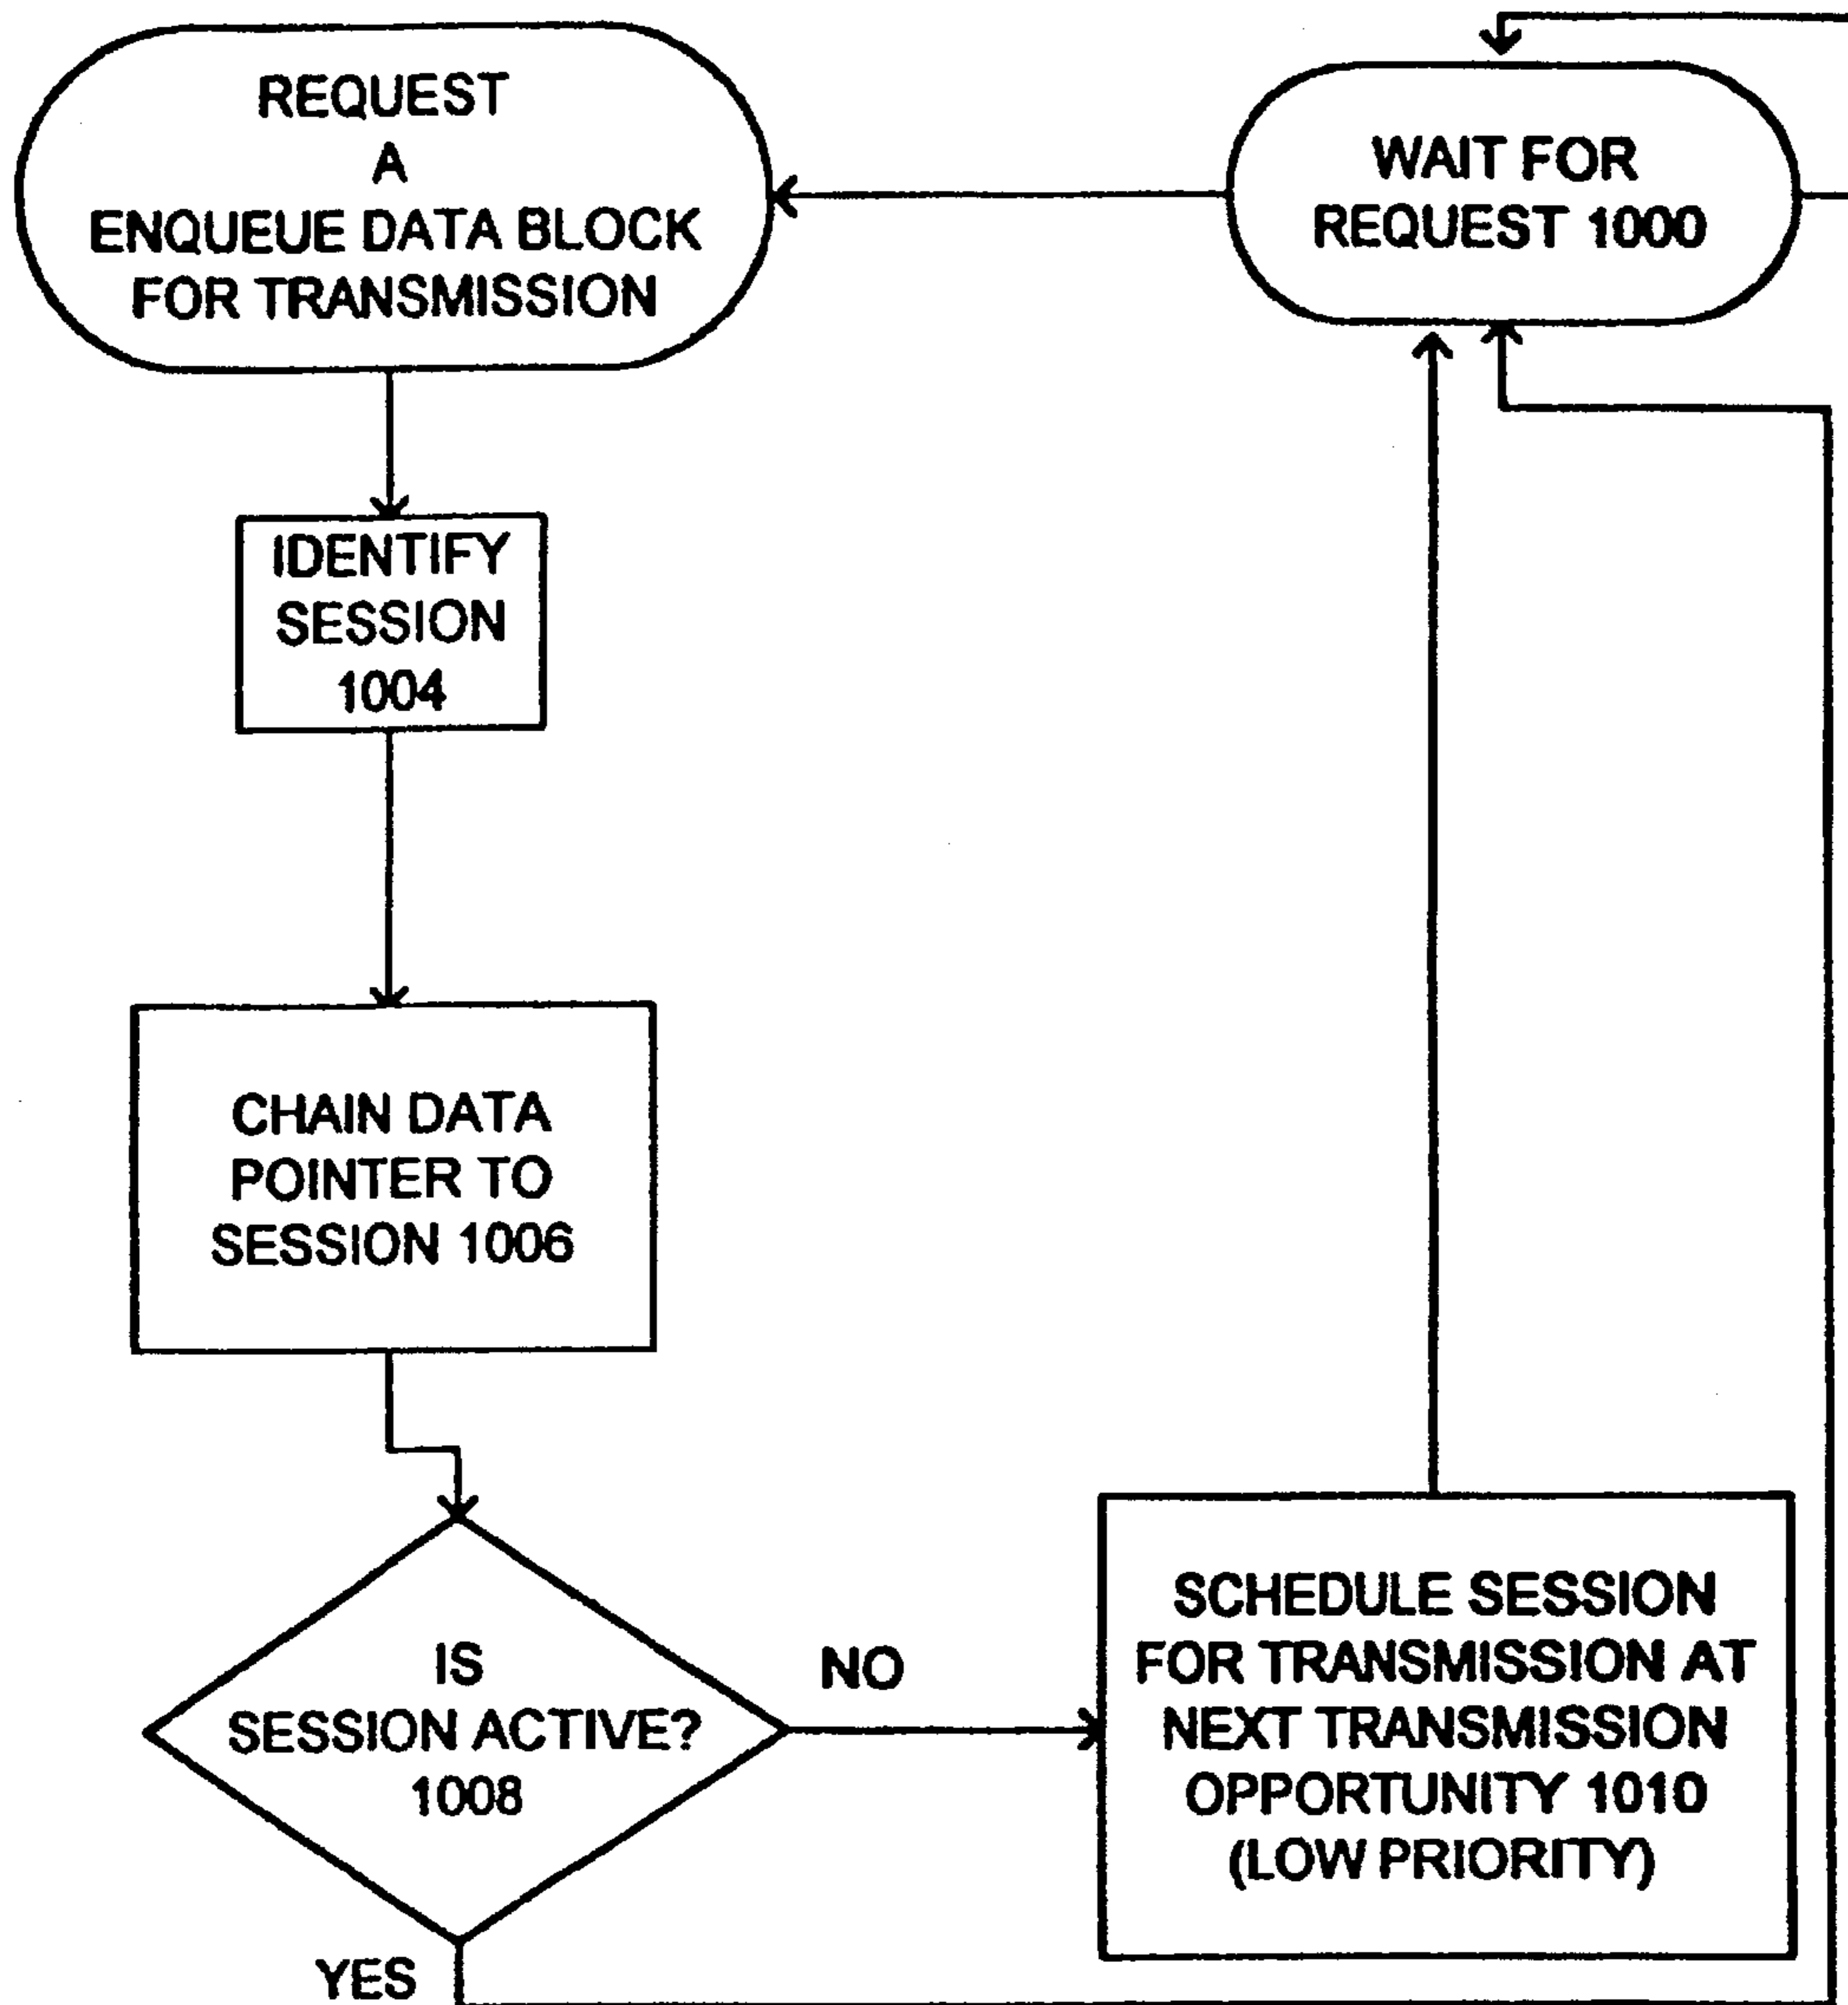 REQUEST
A
ENQUEUE DATA BLOCK
FOR TRANSMISSION
WAIT FOR
REQUEST 1000
IDENTIFY
SESSION
1004
CHAIN DATA
POINTER TO
SESSION 1006
IS
SESSION ACTIVE?
1008
NO
YES
SCHEDULE SESSION
FOR TRANSMISSION AT
NEXT TRANSMISSION
OPPORTUNITY 1010
(LOW PRIORITY)